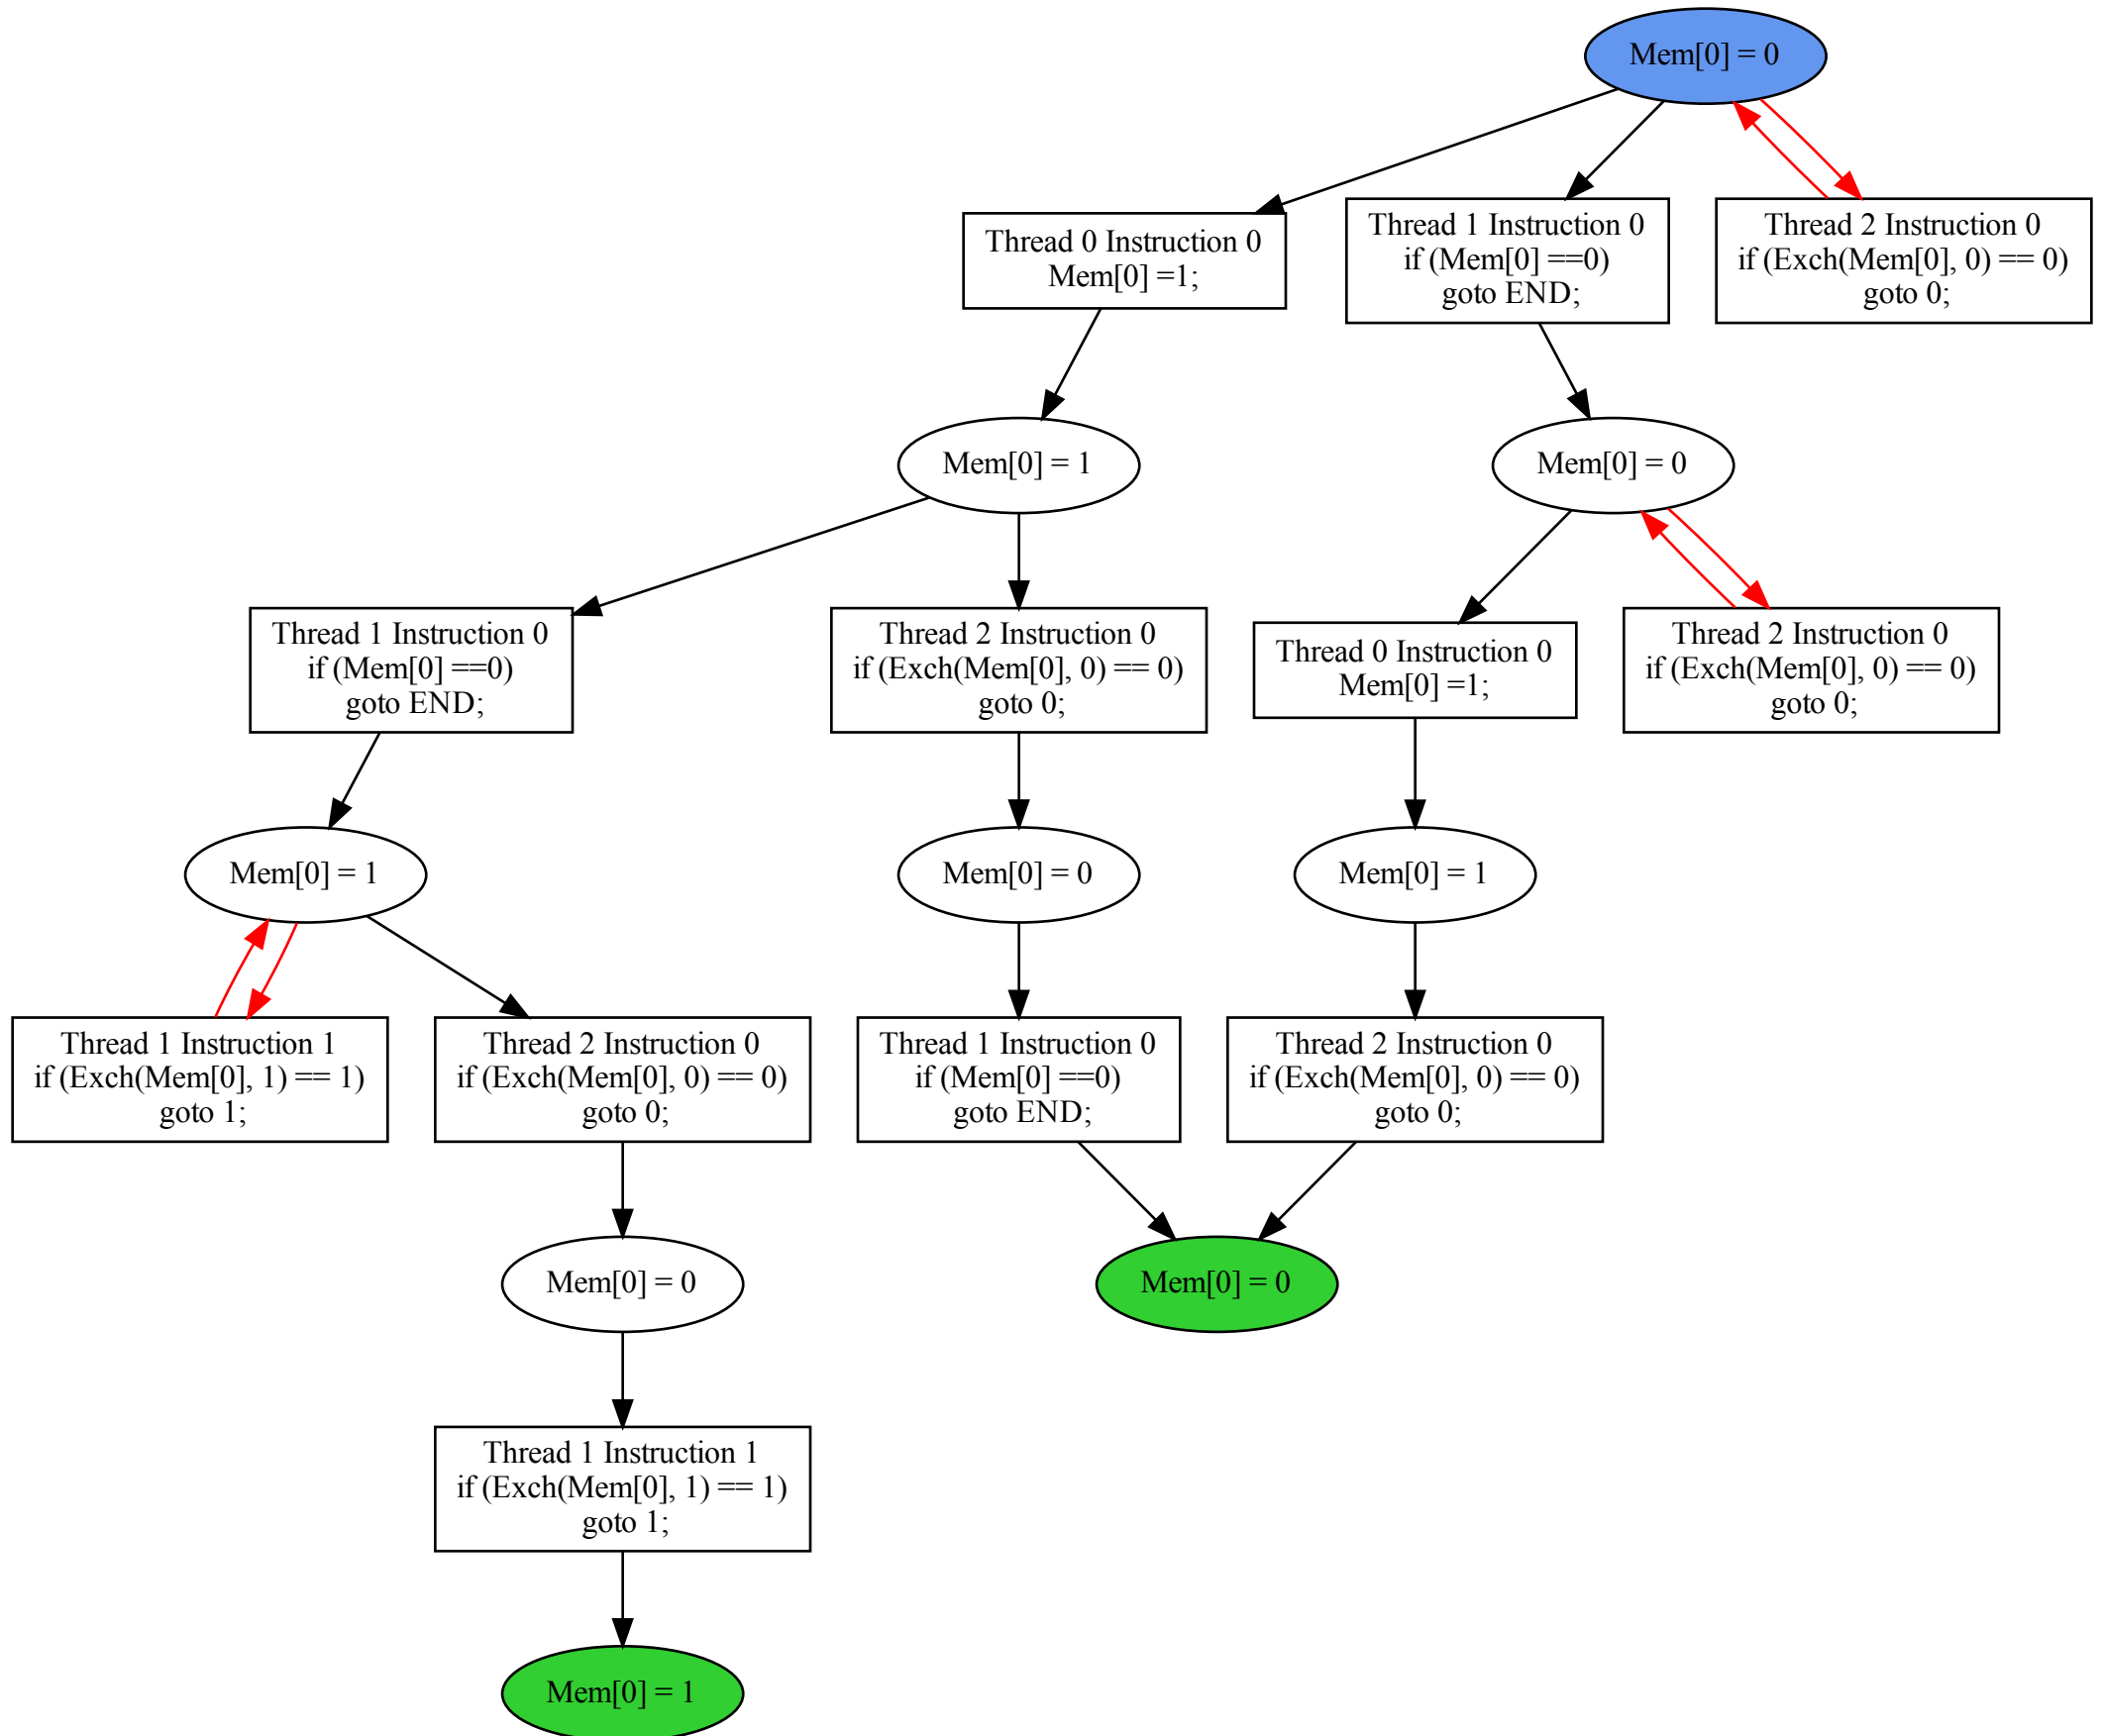 Mem[0] = 0
Thread 0 Instruction 0
Mem[0] =1;
Thread 1 Instruction 0
if (Mem[0] ==0)
goto END;
Thread 2 Instruction 0
if (Exch(Mem[0], 0) == 0)
goto 0;
Mem[0] = 1
Mem[0] = 0
Thread 1 Instruction 0
if (Mem[0] ==0)
goto END;
Thread 2 Instruction 0
if (Exch(Mem[0], 0) == 0)
goto 0;
Thread 0 Instruction 0
Mem[0] =1;
Thread 2 Instruction 0
if (Exch(Mem[0], 0) == 0)
goto 0;
Mem[0] = 1
Mem[0] = 0
Mem[0] = 1
Thread 1 Instruction 1
if (Exch(Mem[0], 1) == 1)
goto 1;
Thread 2 Instruction 0
if (Exch(Mem[0], 0) == 0)
goto 0;
Thread 1 Instruction 0
if (Mem[0] ==0)
goto END;
Thread 2 Instruction 0
if (Exch(Mem[0], 0) == 0)
goto 0;
Mem[0] = 0
Mem[0] = 0
Thread 1 Instruction 1
if (Exch(Mem[0], 1) == 1)
goto 1;
Mem[0] = 1